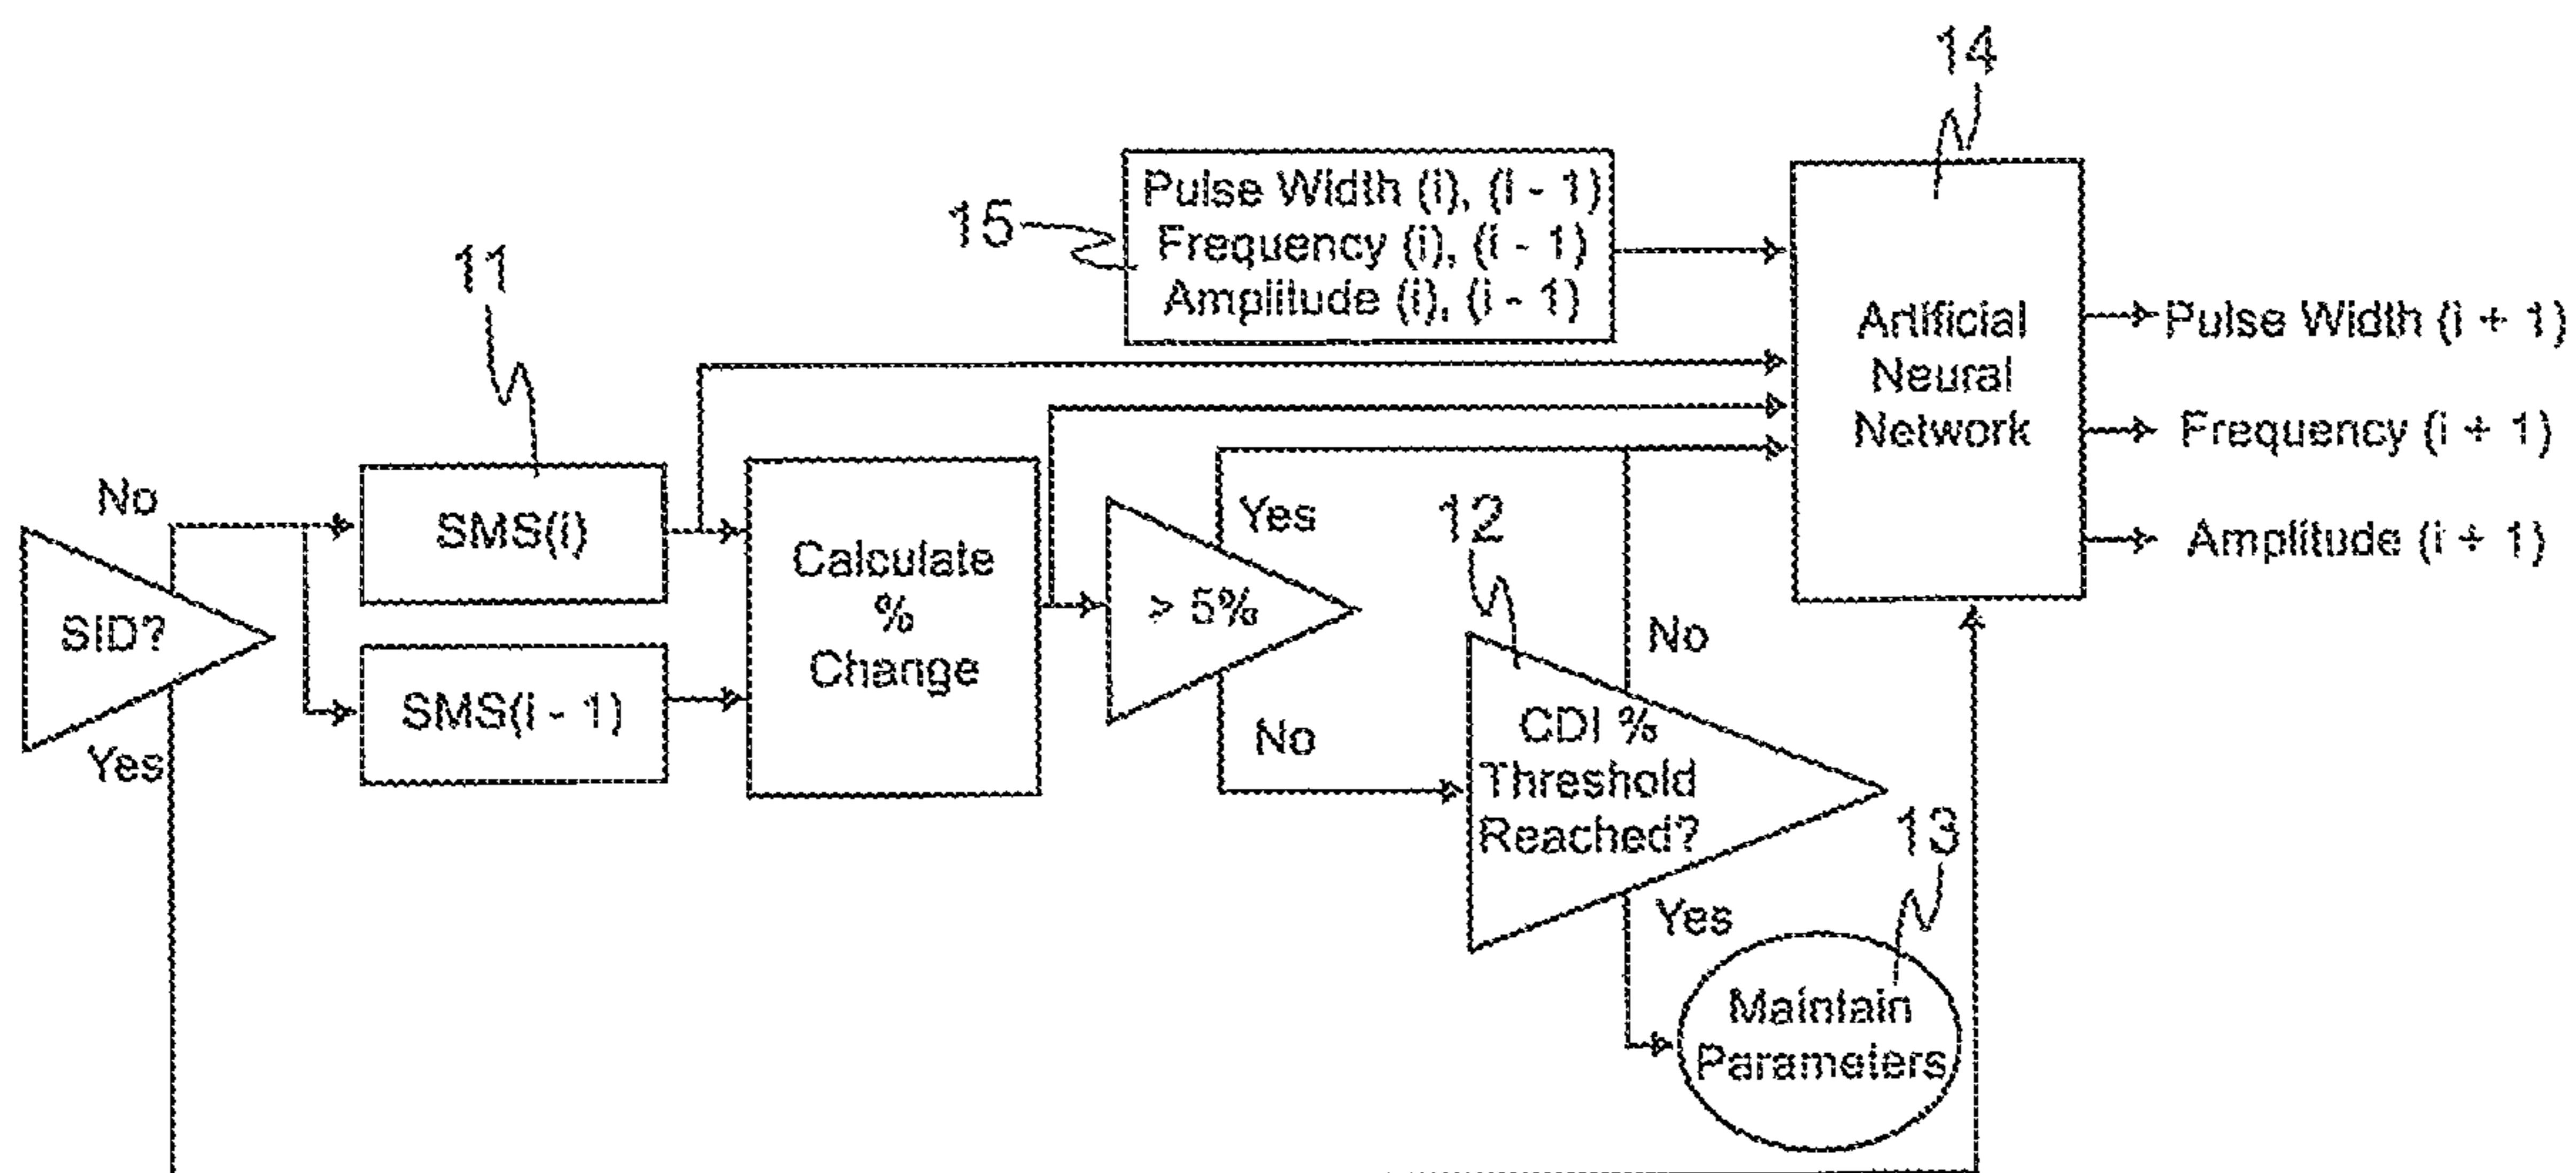 14
15
Pulse Width (i), (i - 1)
Frequency (i), (i - 1)
Amplitude (i), (i - 1)
11
Artificial
Neural
Network
Pulse Width (i + 1)
Frequency (i + 1)
Amplitude (i + 1)
No
SID?
Yes
SMS(i)
SMS(i - 1)
Calculate
%
Change
> 5%
Yes
No
12
No
CDI %
Threshold
Reached?
Yes
13
Maintain
Parameters